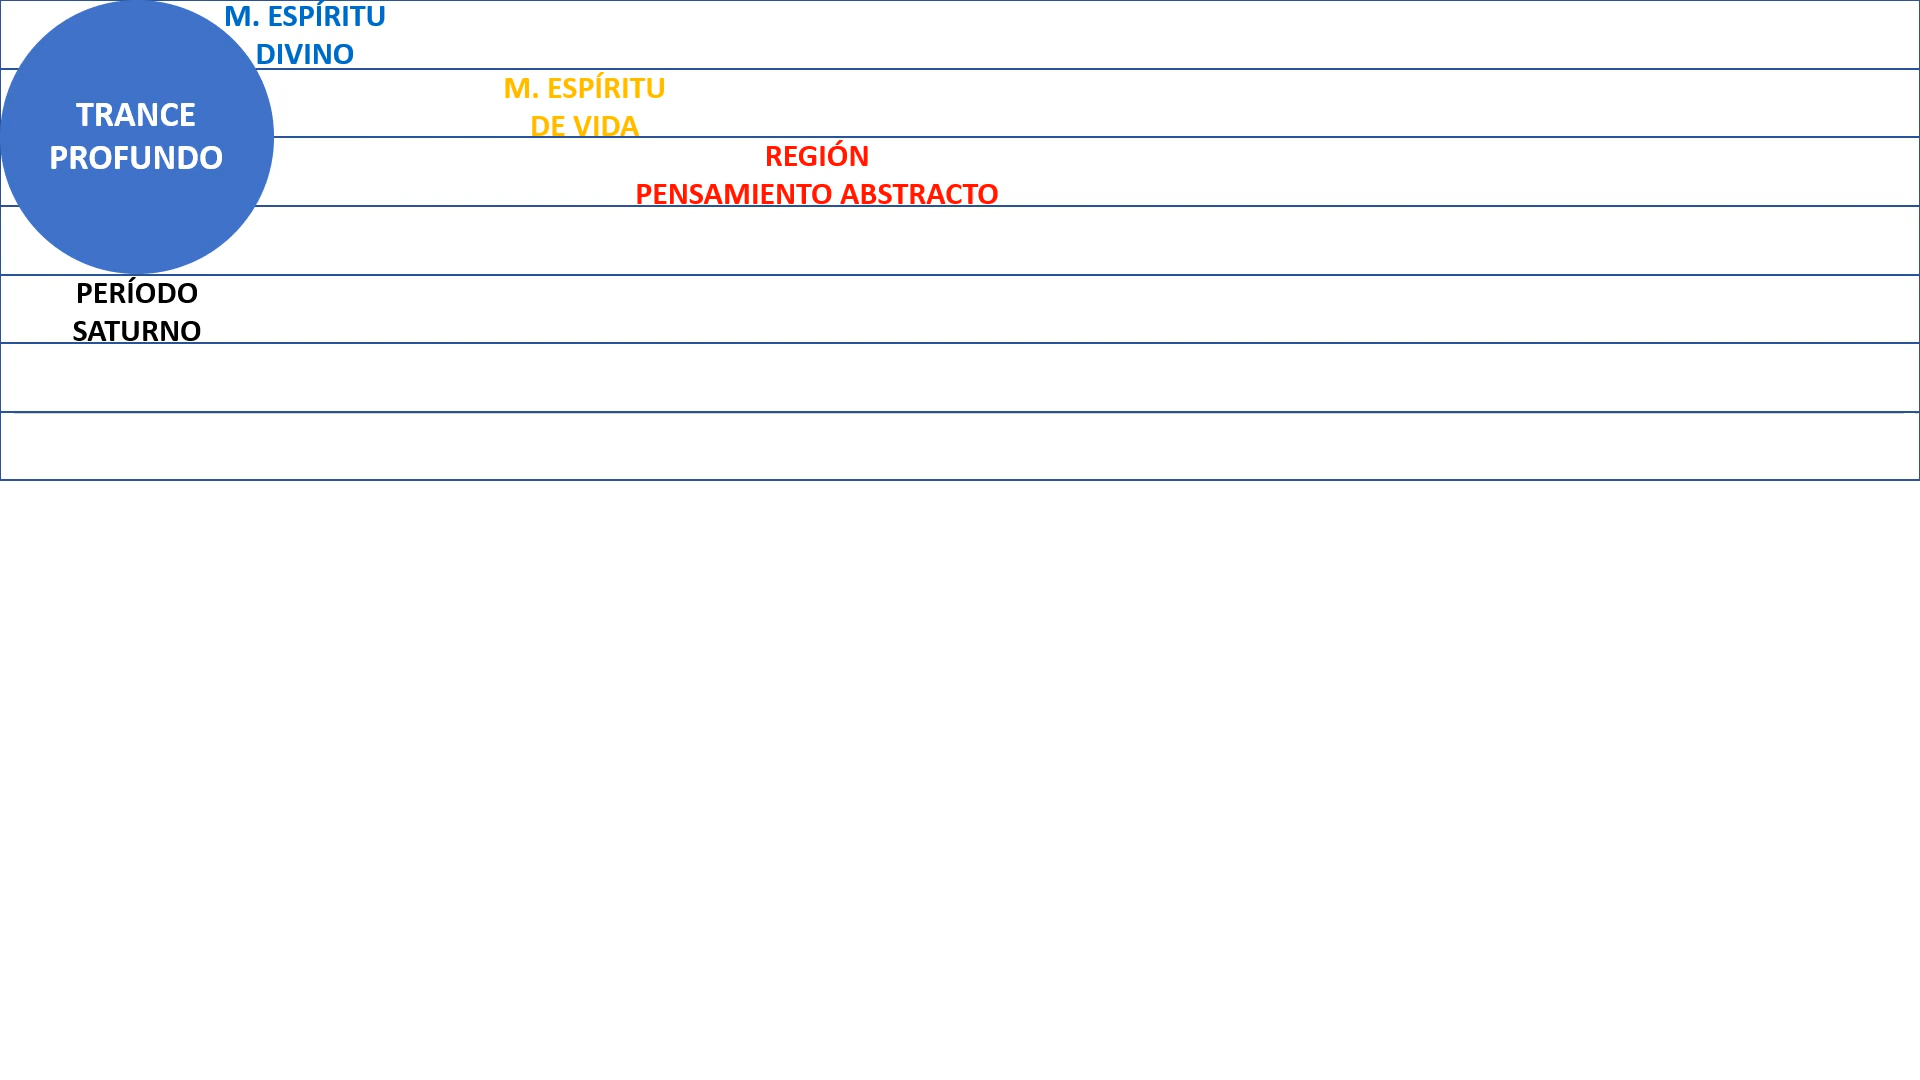 M. ESPÍRITU
DIVINO
M. ESPÍRITU
DE VIDA
TRANCE
PROFUNDO
REGIÓN
PENSAMIENTO ABSTRACTO
PERÍODO
SATURNO